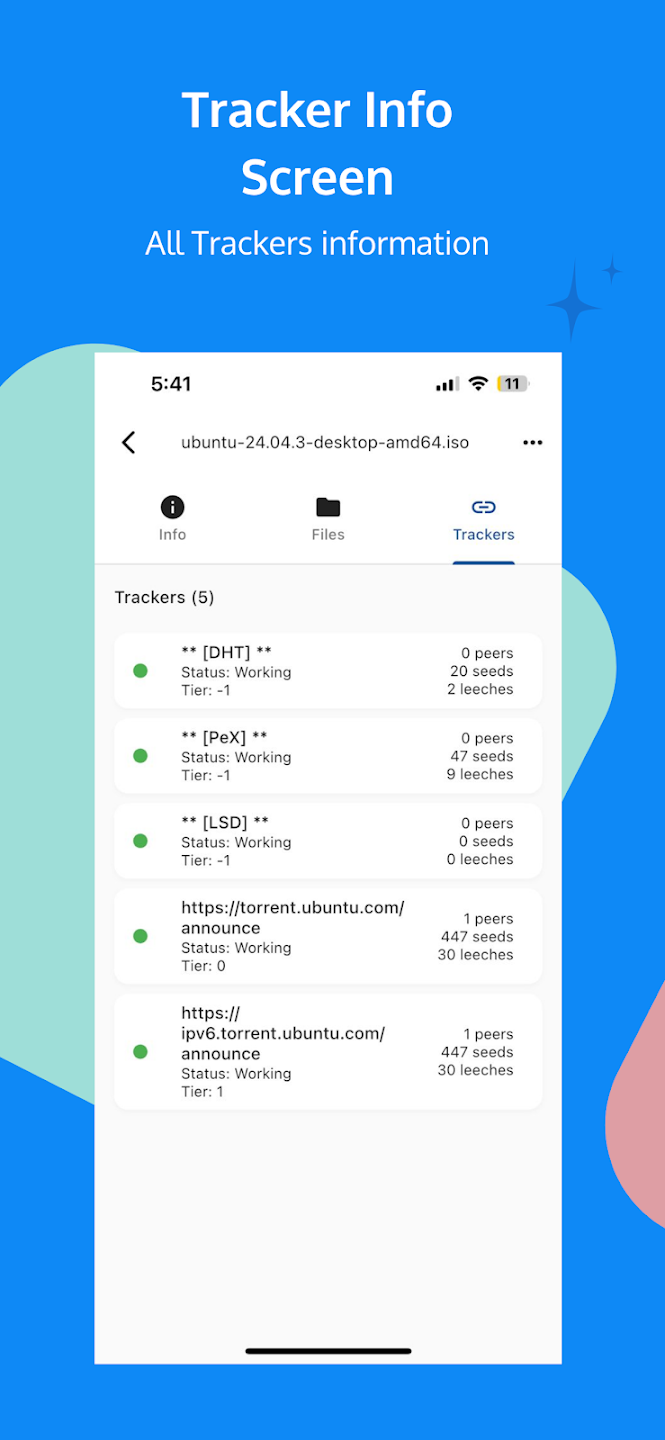 Tracker Info
Screen
All Trackers information
5:41
11
ubuntu-24.04.3-desktop-amd64.iso
Info
Files
Trackers
Trackers (5)
** [DHT] **
Status: Working
Tier: -1
0 peers
20 seeds
2 leeches
** [PeX] **
Status: Working
Tier: -1
0 peers
47 seeds
9 leeches
** [LSD] **
Status: Working
Tier: -1
0 peers
0 seeds
0 leeches
https://torrent.ubuntu.com/
announce
Status: Working
Tier: 0
1 peers
447 seeds
30 leeches
https://
ipv6.torrent.ubuntu.com/
announce
Status: Working
Tier: 1
1 peers
447 seeds
30 leeches